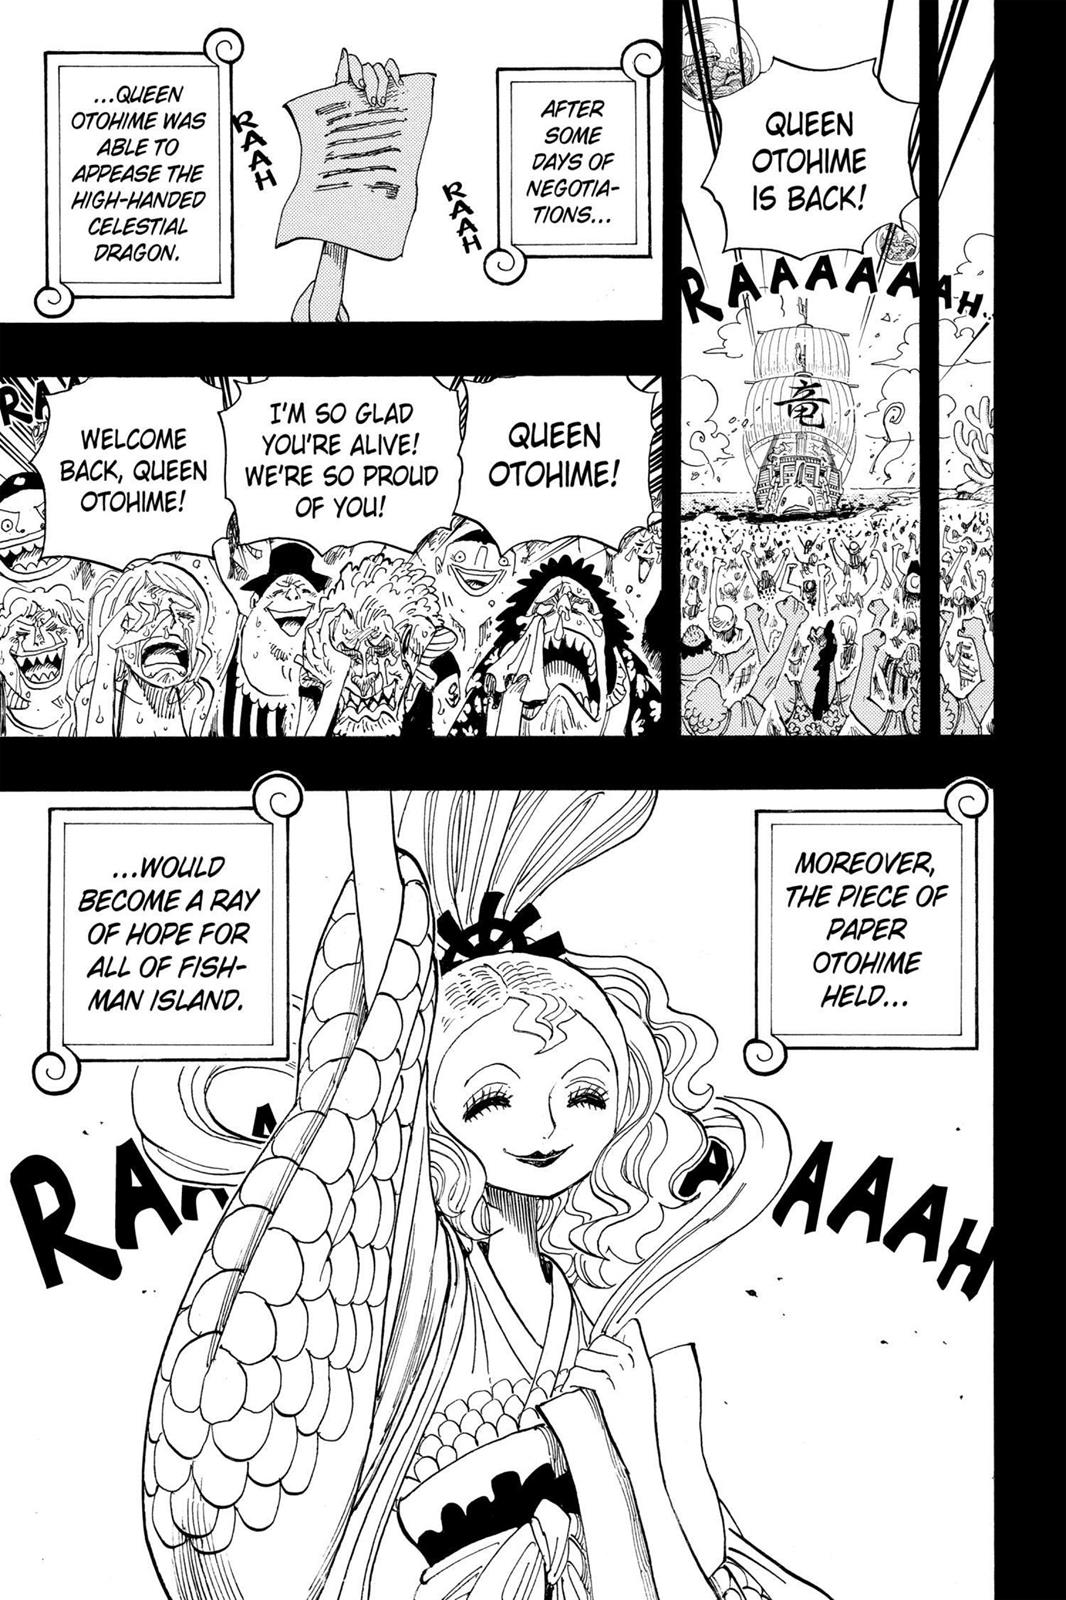 QUEEN
OTOHIME
IS BACK!
RAAAAAAAH..
竜
AFTER
SOME
DAYS OF
NEGOTIA-
TIONS...
RAAH
RAAH
...QUEEN
OTOHIME WAS
ABLE TO
APPEASE THE
HIGH-HANDED
CELESTIAL
DRAGON.
QUEEN
OTOHIME!
I'M SO GLAD
YOU'RE ALIVE!
WE'RE SO PROUD
OF YOU!
WELCOME
BACK, QUEEN
OTOHIME!
MOREOVER,
THE PIECE OF
PAPER
OTOHIME
HELD...
...WOULD
BECOME A RAY
OF HOPE FOR
ALL OF FISH-
MAN ISLAND.